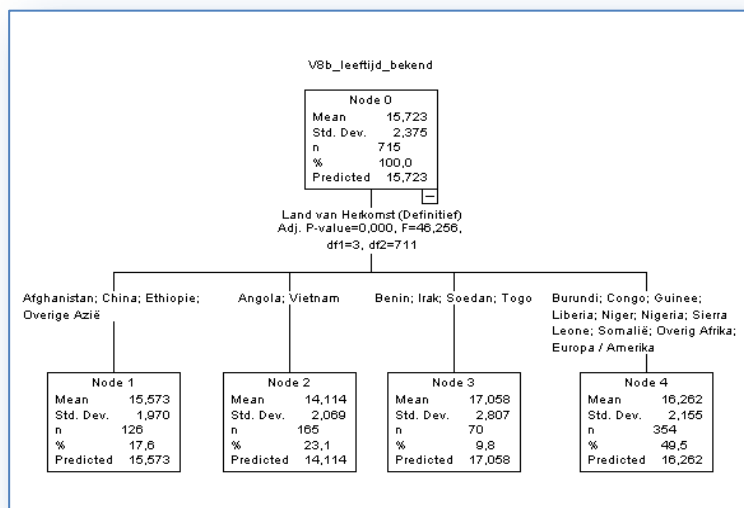 V8b_leeftijd_bekend
Node 0
Mean 15,723
Std. Dev. 2,375
n 715
% 100,0
Predicted 15,723
Land van Herkomst (Definitief)
Adj. P-value=0,000, F=46,256,
df1=3, df2=711
Afghanistan; China; Ethiopie;
Overige Azië
Angola; Vietnam
Benin; Irak; Soedan; Togo
Burundi; Congo; Guinee;
Liberia; Niger; Nigeria; Sierra
Leone; Somalië; Overig Afrika;
Europa / Amerika
Node 1
Mean 15,573
Std. Dev. 1,970
n 126
% 17,6
Predicted 15,573
Node 2
Mean 14,114
Std. Dev. 2,069
n 165
% 23,1
Predicted 14,114
Node 3
Mean 17,058
Std. Dev. 2,807
n 70
% 9,8
Predicted 17,058
Node 4
Mean 16,262
Std. Dev. 2,155
n 354
% 49,5
Predicted 16,262